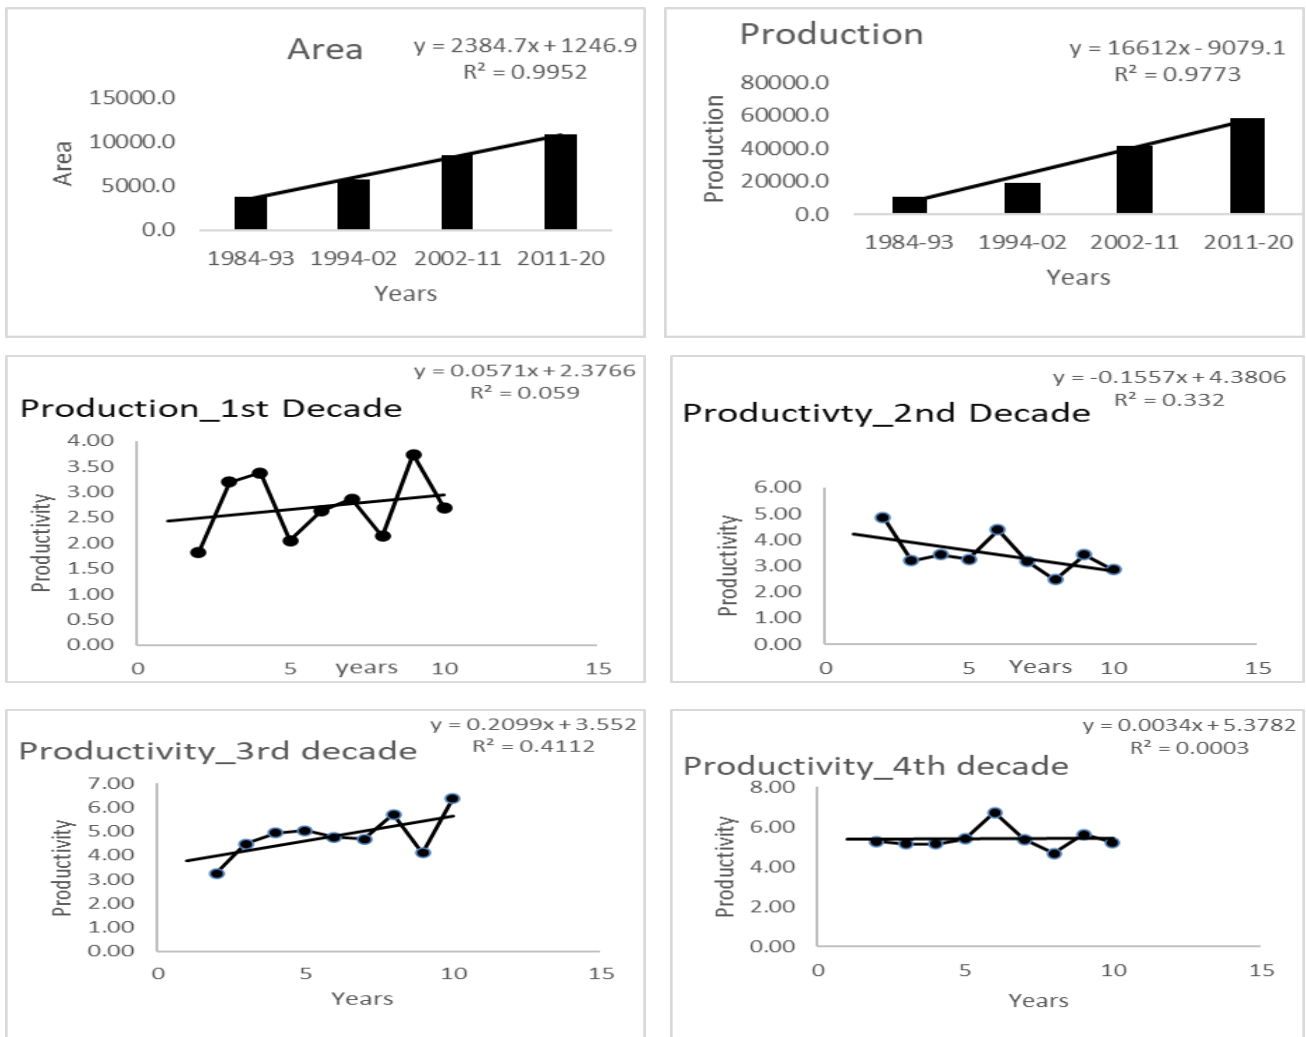 Area
y = 2384.7x + 1246.9
R² = 0.9952
15000.0
10000.0
5000.0
0.0
Area
1984-93 1994-02 2002-11 2011-20
Years
Production
y = 16612x - 9079.1
R² = 0.9773
80000.0
60000.0
40000.0
20000.0
0.0
Production
1984-93 1994-02 2002-11 2011-20
Years
y = 0.0571x + 2.3766
R² = 0.059
Production_1st Decade
4.00
3.50
3.00
2.50
2.00
1.50
1.00
0.50
0.00
Productivity
0 5 years 10 15
y = -0.1557x + 4.3806
R² = 0.332
Productivty_2nd Decade
6.00
5.00
4.00
3.00
2.00
1.00
0.00
Productivity
0 5 Years 10 15
y = 0.2099x + 3.552
R² = 0.4112
Productivity_3rd decade
7.00
6.00
5.00
4.00
3.00
2.00
1.00
0.00
Productivity
0 5 10 15
Years
y = 0.0034x + 5.3782
R² = 0.0003
Productivity_4th decade
8.00
6.00
4.00
2.00
0.00
Productivity
0 5 10 15
Years